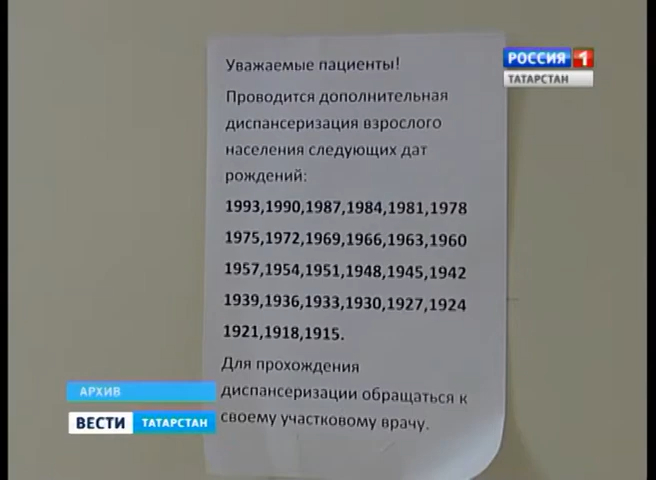 Уважаемые пациенты!
Проводится дополнительная
диспансеризация взрослого
населения следующих дат
рождений:
1993,1990,1987,1984,1981,1978
1975,1972,1969,1966,1963,1960
1957,1954,1951,1948,1945,1942
1939,1936,1933,1930,1927,1924
1921,1918,1915.
Для прохождения
диспансеризации обращаться к
своему участковому врачу.
РОССИЯ 1
ТАТАРСТАН
АРХИВ
ВЕСТИ ТАТАРСТАН